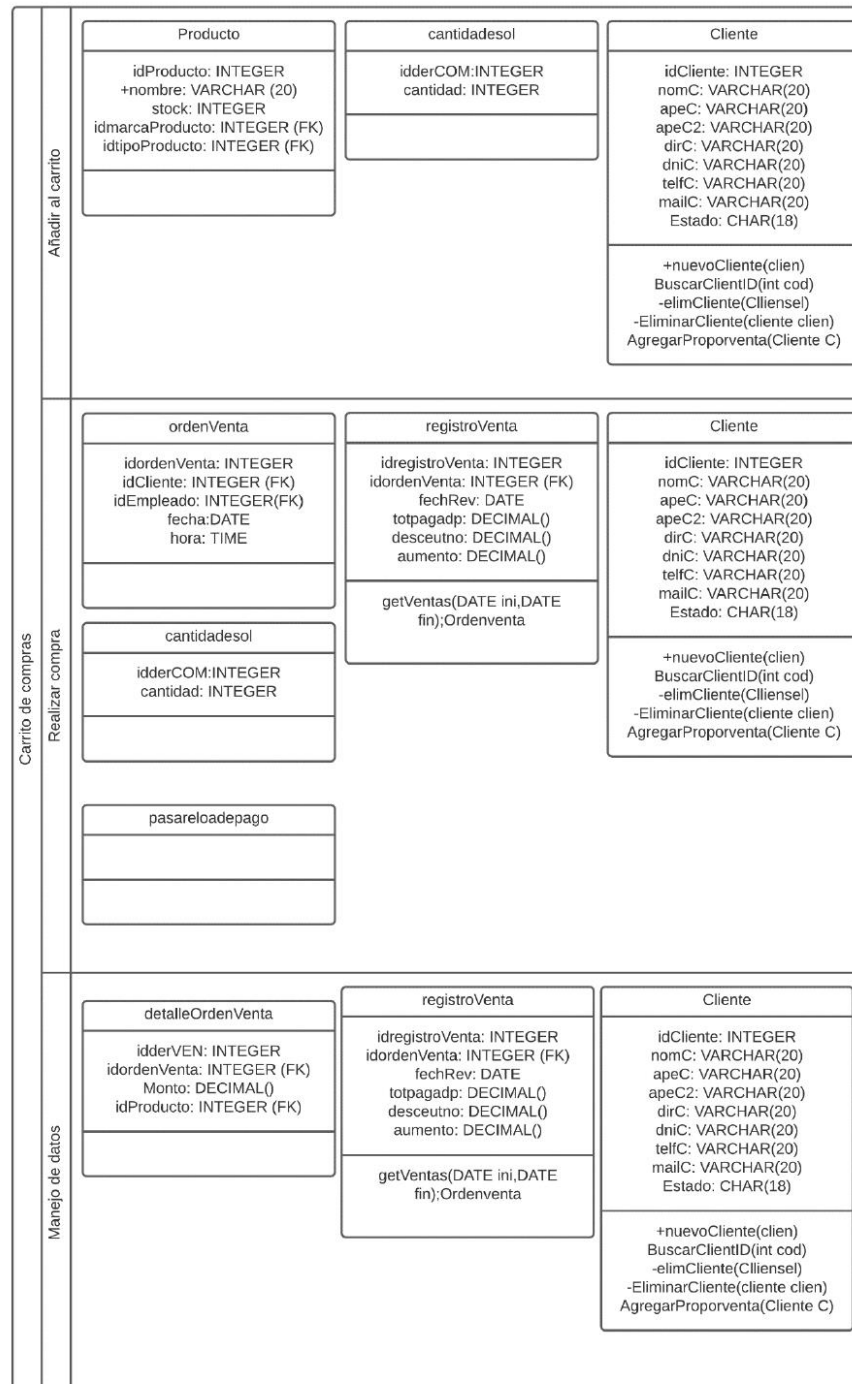 Carrito de compras
Añadir al carrito
Producto
idProducto: INTEGER
+nombre: VARCHAR (20)
stock: INTEGER
idmarcaProducto: INTEGER (FK)
idtipoProducto: INTEGER (FK)
cantidadesol
idderCOM:INTEGER
cantidad: INTEGER
Cliente
idCliente: INTEGER
nomC: VARCHAR(20)
apeC: VARCHAR(20)
apeC2: VARCHAR(20)
dirC: VARCHAR(20)
dniC: VARCHAR(20)
telfC: VARCHAR(20)
mailC: VARCHAR(20)
Estado: CHAR(18)
+nuevoCliente(clien)
BuscarClientID(int cod)
-elimCliente(Clliensel)
-EliminarCliente(cliente clien)
AgregarProporventa(Cliente C)
Realizar compra
ordenVenta
idordenVenta: INTEGER
idCliente: INTEGER (FK)
idEmpleado: INTEGER(FK)
fecha:DATE
hora: TIME
registroVenta
idregistroVenta: INTEGER
idordenVenta: INTEGER (FK)
fechRev: DATE
totpagadp: DECIMAL()
desceutno: DECIMAL()
aumento: DECIMAL()
getVentas(DATE ini,DATE
fin);Ordenventa
Cliente
idCliente: INTEGER
nomC: VARCHAR(20)
apeC: VARCHAR(20)
apeC2: VARCHAR(20)
dirC: VARCHAR(20)
dniC: VARCHAR(20)
telfC: VARCHAR(20)
mailC: VARCHAR(20)
Estado: CHAR(18)
+nuevoCliente(clien)
BuscarClientID(int cod)
-elimCliente(Clliensel)
-EliminarCliente(cliente clien)
AgregarProporventa(Cliente C)
cantidadesol
idderCOM:INTEGER
cantidad: INTEGER
pasareloadepago
Manejo de datos
detalleOrdenVenta
idderVEN: INTEGER
idordenVenta: INTEGER (FK)
Monto: DECIMAL()
idProducto: INTEGER (FK)
registroVenta
idregistroVenta: INTEGER
idordenVenta: INTEGER (FK)
fechRev: DATE
totpagadp: DECIMAL()
desceutno: DECIMAL()
aumento: DECIMAL()
getVentas(DATE ini,DATE
fin);Ordenventa
Cliente
idCliente: INTEGER
nomC: VARCHAR(20)
apeC: VARCHAR(20)
apeC2: VARCHAR(20)
dirC: VARCHAR(20)
dniC: VARCHAR(20)
telfC: VARCHAR(20)
mailC: VARCHAR(20)
Estado: CHAR(18)
+nuevoCliente(clien)
BuscarClientID(int cod)
-elimCliente(Clliensel)
-EliminarCliente(cliente clien)
AgregarProporventa(Cliente C)